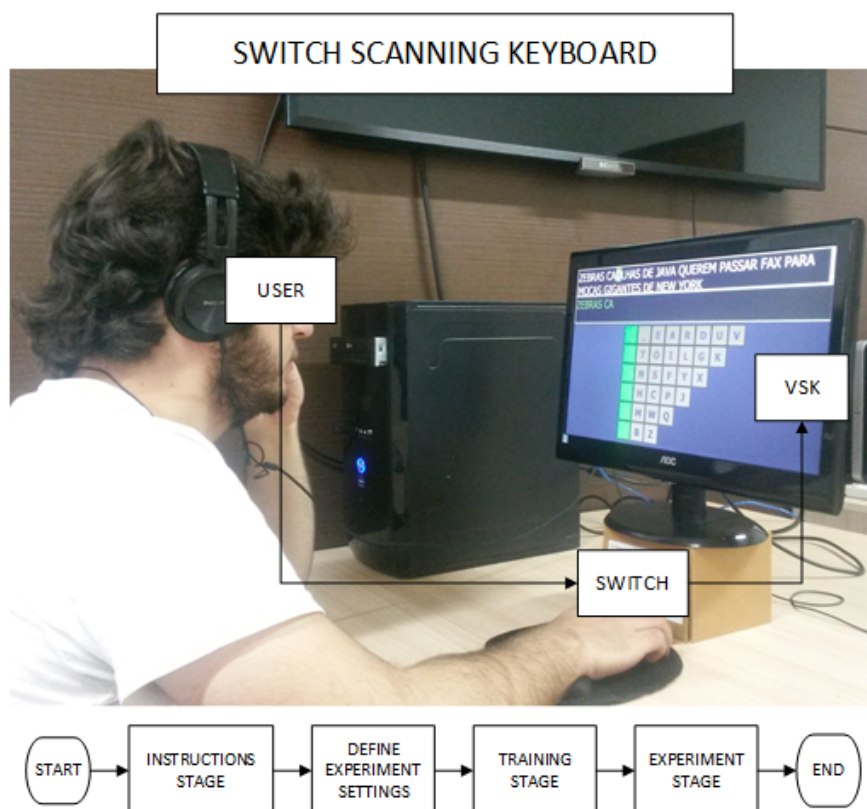 SWITCH SCANNING KEYBOARD
USER
ZEBRAS CAOLHAS DE JAVA QUEREM PASSAR FAX PARA
MOÇAS GIGANTES DE NEW YORK
ZEBRAS CA
E A R D U V
T O I L G K
N S F Y X
H C P J
M W Q
B Z
VSK
AOC
SWITCH
START
INSTRUCTIONS
STAGE
DEFINE
EXPERIMENT
SETTINGS
TRAINING
STAGE
EXPERIMENT
STAGE
END